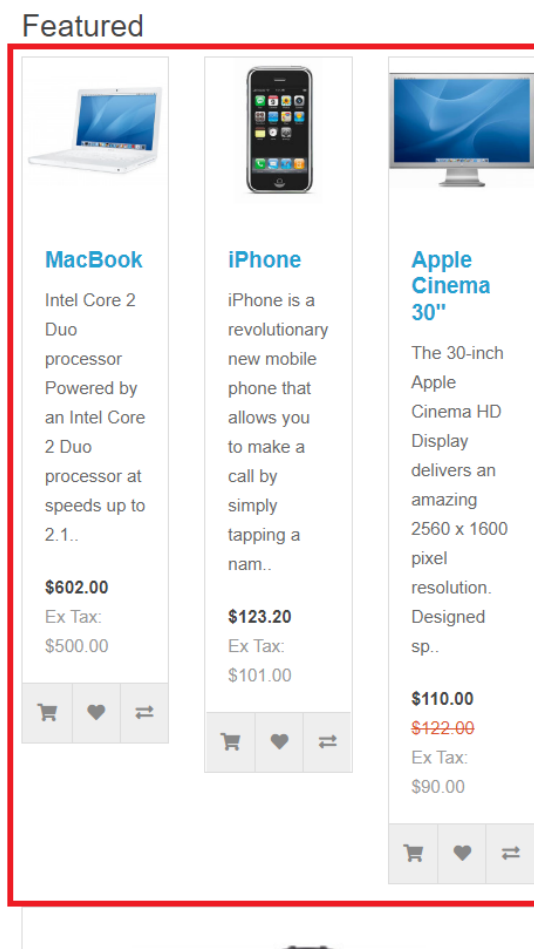 Featured
MacBook
Intel Core 2
Duo
processor
Powered by
an Intel Core
2 Duo
processor at
speeds up to
2.1..
$602.00
Ex Tax:
$500.00
iPhone
iPhone is a
revolutionary
new mobile
phone that
allows you
to make a
call by
simply
tapping a
nam..
$123.20
Ex Tax:
$101.00
Apple
Cinema
30"
The 30-inch
Apple
Cinema HD
Display
delivers an
amazing
2560 x 1600
pixel
resolution.
Designed
sp..
$110.00
$122.00
Ex Tax:
$90.00